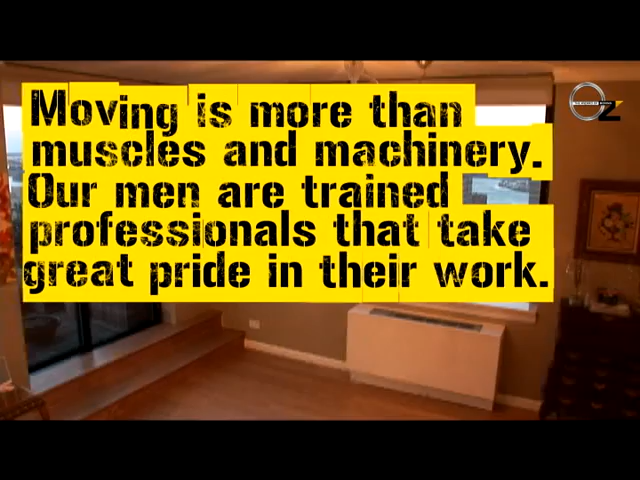 Moving is more than
muscles and machinery.
Our men are trained
professionals that take
great pride in their work.
OZ